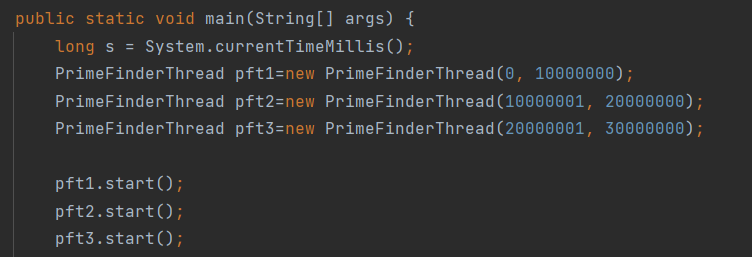 public static void main(String[] args) {
long s = System.currentTimeMillis();
PrimeFinderThread pft1=new PrimeFinderThread(0, 10000000);
PrimeFinderThread pft2=new PrimeFinderThread(10000001, 20000000);
PrimeFinderThread pft3=new PrimeFinderThread(20000001, 30000000);
pft1.start();
pft2.start();
pft3.start();